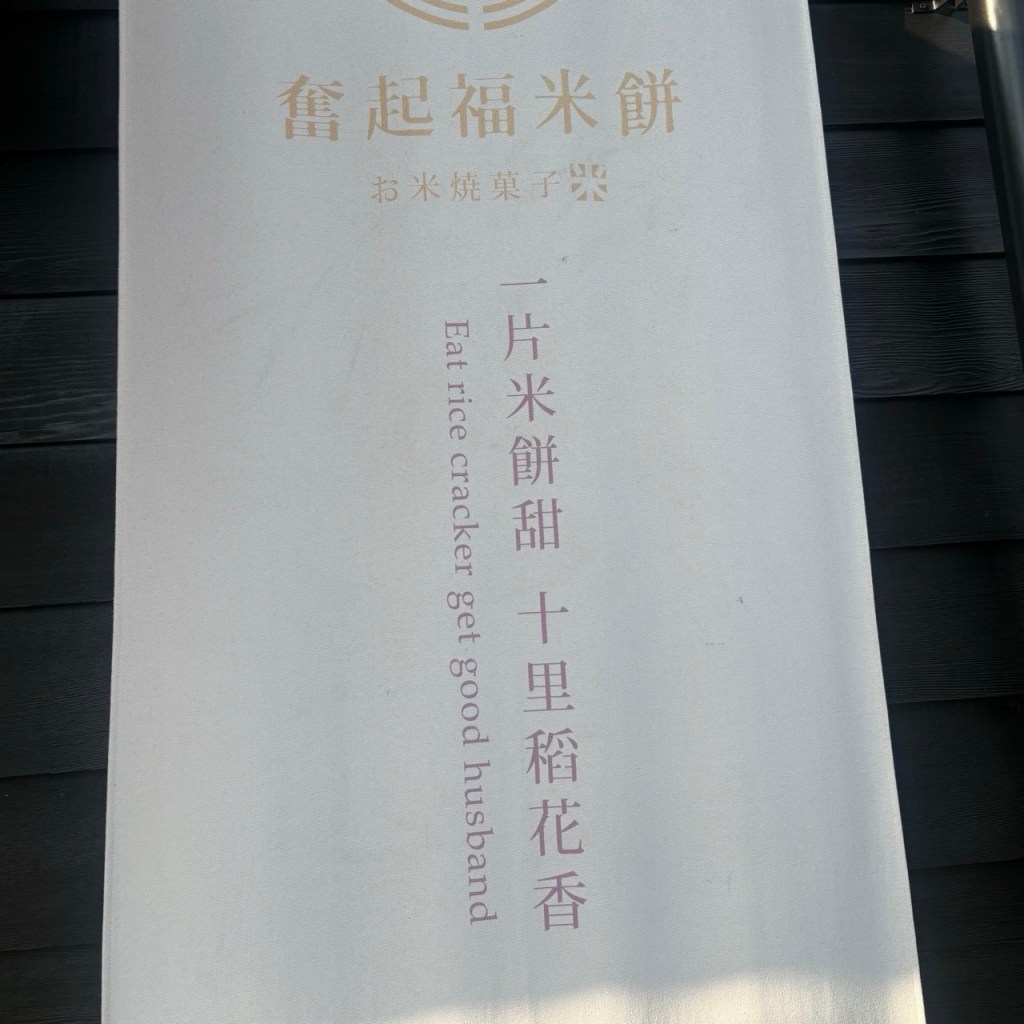 奮起福米餅
お米焼菓子
一片米餅甜 十里稻花香
Eat rice cracker get good husband